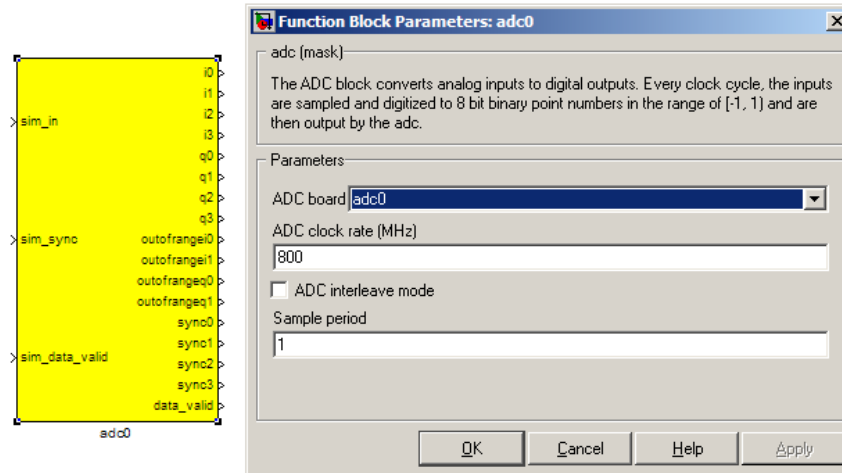 i0
i1
i2
sim_in
i3
q0
q1
q2
q3
sim_sync
outofrangei0
outofrangei1
outofrangeq0
outofrangeq1
sync0
sync1
sim_data_valid
sync2
sync3
data_valid
adc0
Function Block Parameters: adc0
adc (mask)
The ADC block converts analog inputs to digital outputs. Every clock cycle, the inputs
are sampled and digitized to 8 bit binary point numbers in the range of [-1, 1) and are
then output by the adc.
Parameters
ADC board adc0
ADC clock rate (MHz)
800
ADC interleave mode
Sample period
1
OK Cancel Help Apply